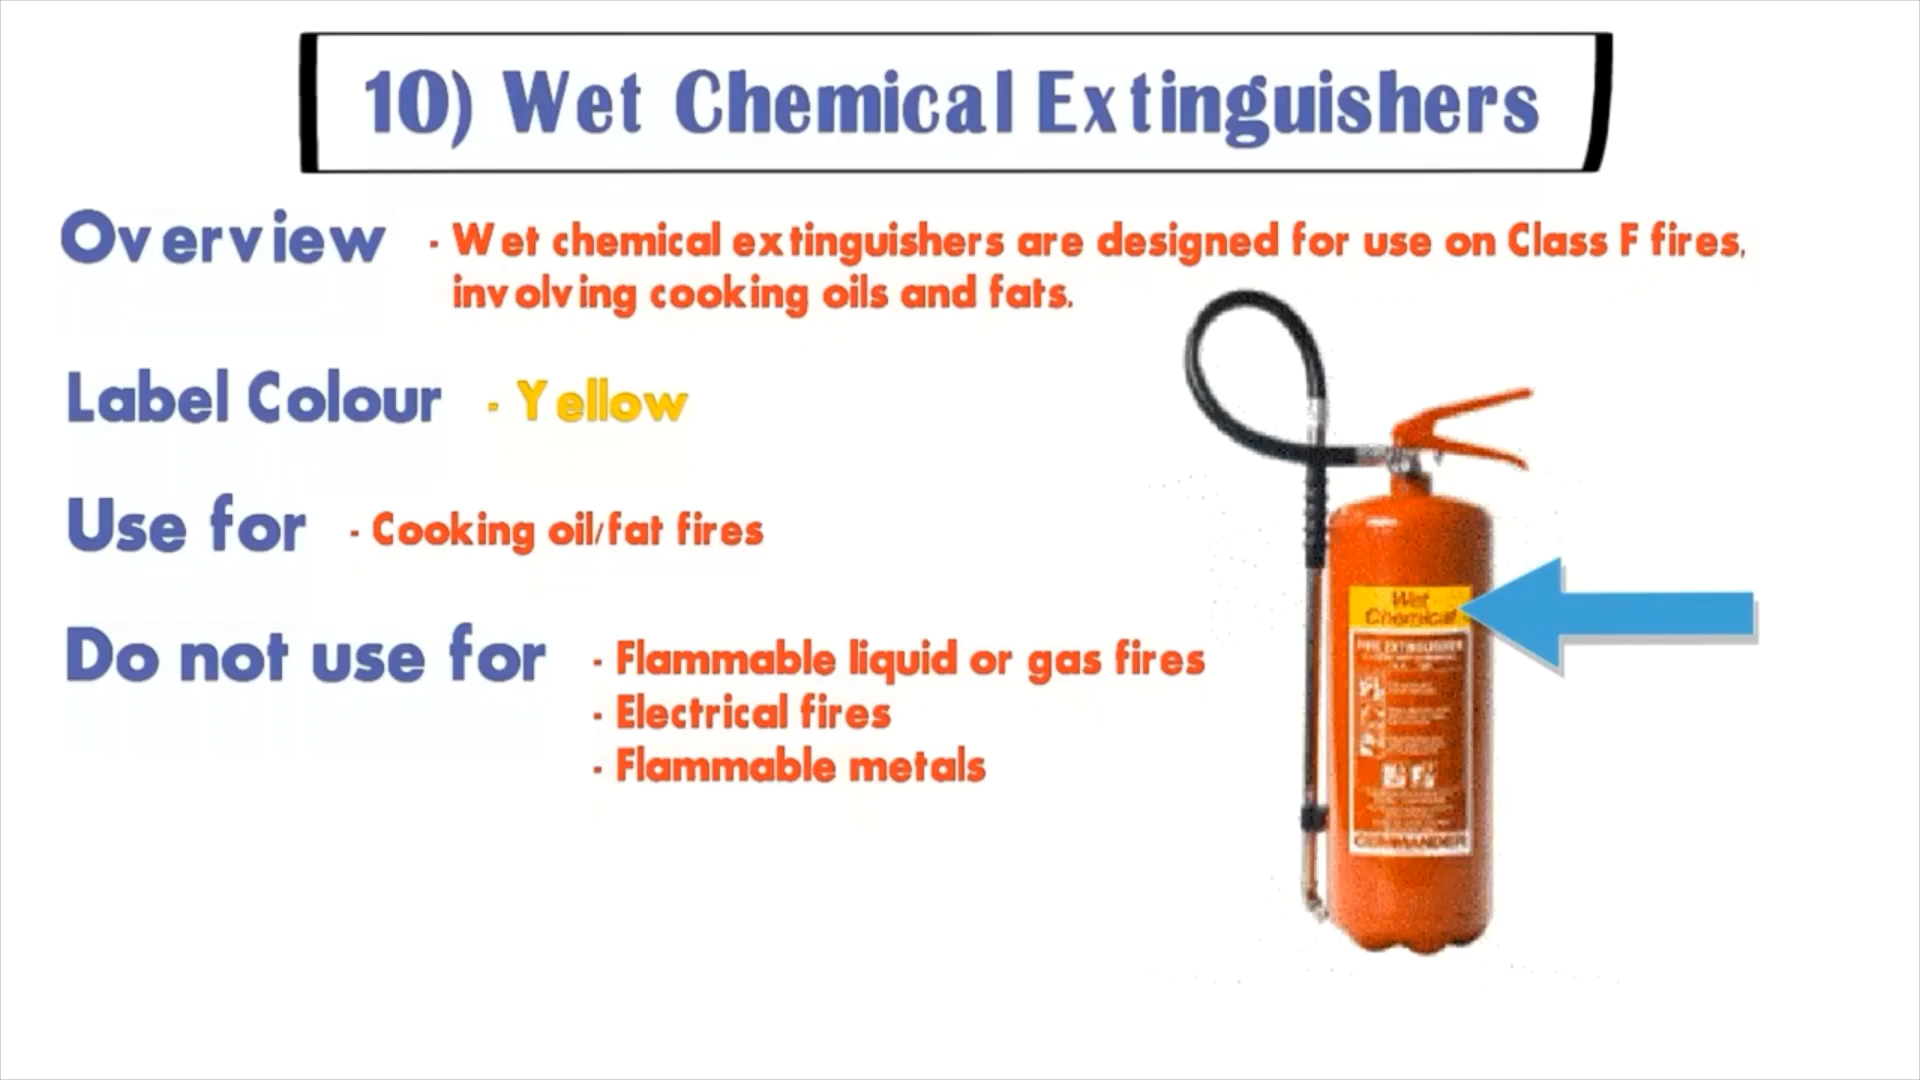 10) Wet Chemical Extinguishers
Overview - Wet chemical extinguishers are designed for use on Class F fires,
involving cooking oils and fats.
Label Colour - Yellow
Use for - Cooking oil/fat fires
Do not use for - Flammable liquid or gas fires
- Electrical fires
- Flammable metals
Wet
Chemical
FIRE EXTINGUISHER
COMMANDER